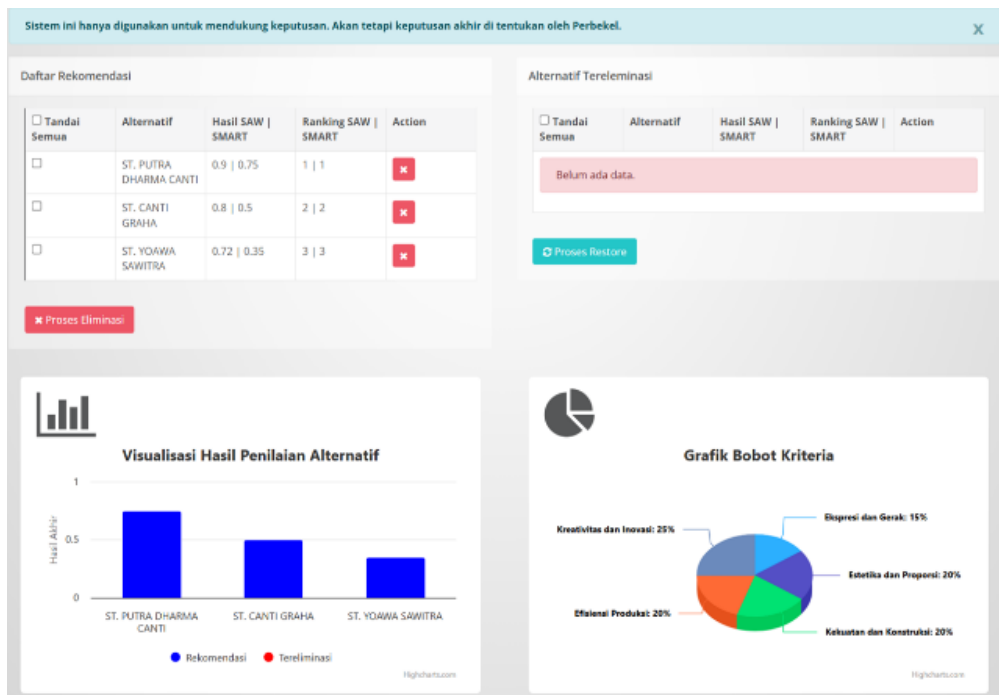 Sistem ini hanya digunakan untuk mendukung keputusan. Akan tetapi keputusan akhir di tentukan oleh Perbekel.
X
Daftar Rekomendasi
Tandai Semua
Alternatif
Hasil SAW | SMART
Ranking SAW | SMART
Action
ST. PUTRA DHARMA CANTI
0.9 | 0.75
1 | 1
ST. CANTI GRAHA
0.8 | 0.5
2 | 2
ST. YOAWA SAWITRA
0.72 | 0.35
3 | 3
Proses Eliminasi
Alternatif Tereleminasi
Tandai Semua
Alternatif
Hasil SAW | SMART
Ranking SAW | SMART
Action
Belum ada data.
Proses Restore
Visualisasi Hasil Penilaian Alternatif
Hasil Akhir
1
0.5
0
ST. PUTRA DHARMA CANTI
ST. CANTI GRAHA
ST. YOAWA SAWITRA
Rekomendasi
Tereliminasi
Highcharts.com
Grafik Bobot Kriteria
Kreativitas dan Inovasi: 25%
Ekspresi dan Gerak: 15%
Estetika dan Proporsi: 20%
Efisiensi Produksi: 20%
Kekuatan dan Konstruksi: 20%
Highcharts.com